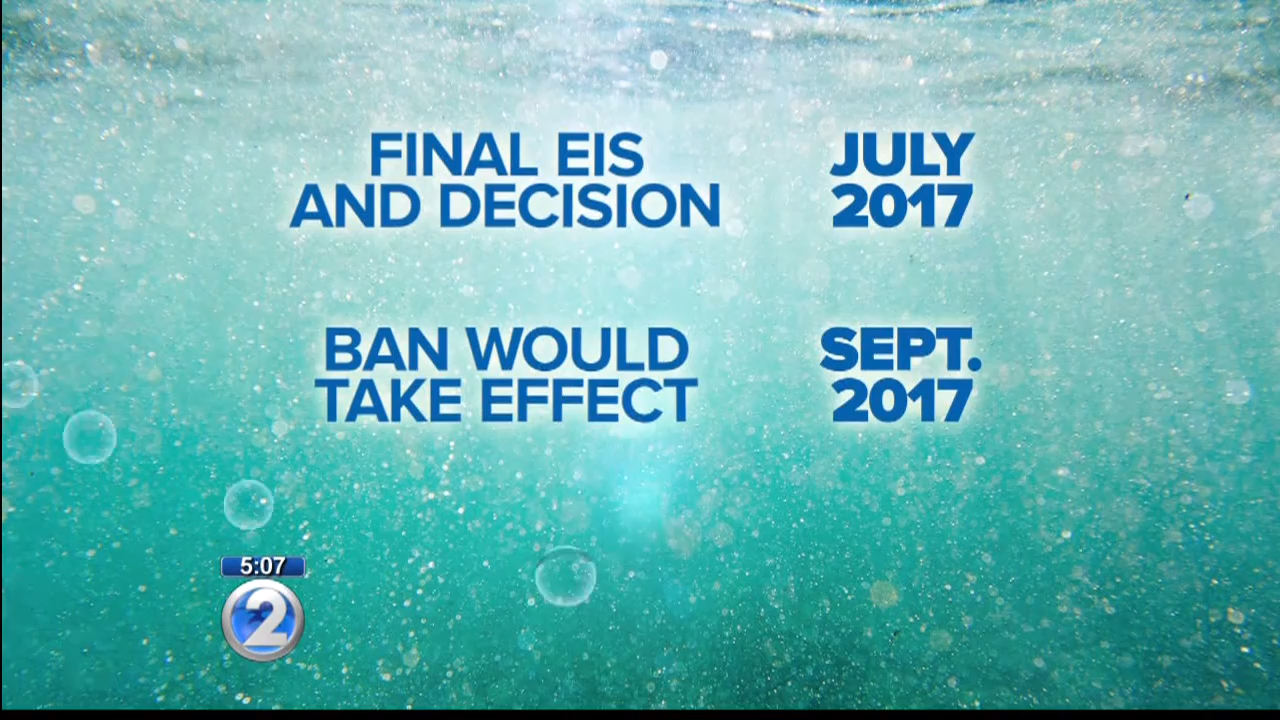 FINAL EIS
AND DECISION
JULY
2017
BAN WOULD
TAKE EFFECT
SEPT.
2017
5:07
2